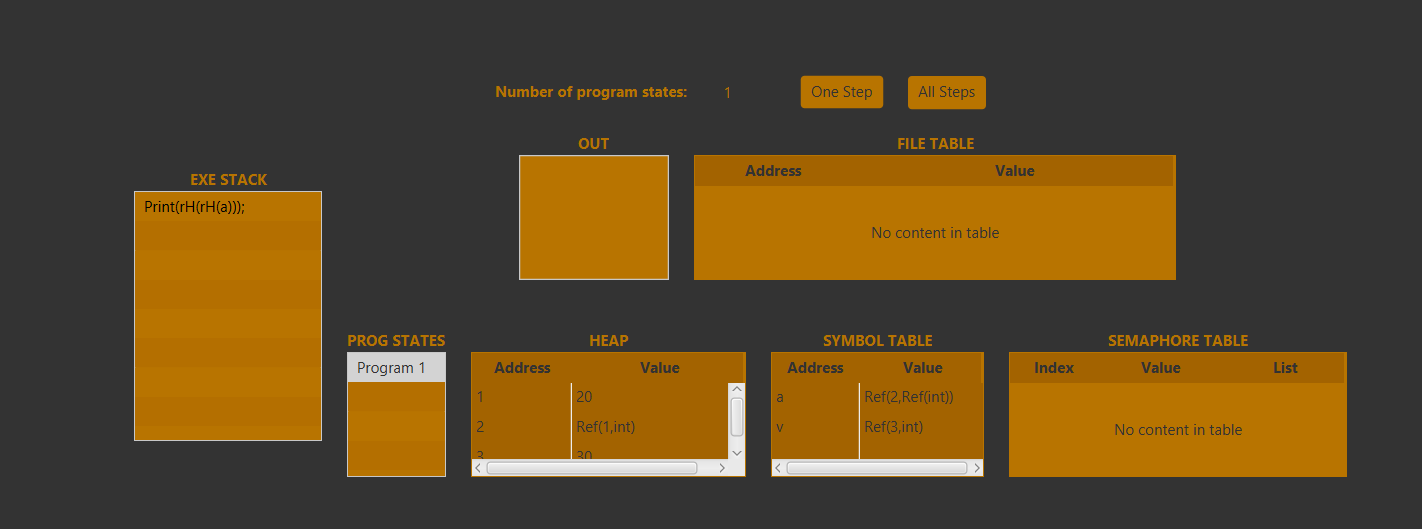 Number of program states: 1 One Step All Steps
OUT
FILE TABLE
Address Value
No content in table
EXE STACK
Print(rH(rH(a)));
PROG STATES
Program 1
HEAP
Address Value
1 20
2 Ref(1,int)
3 30
SYMBOL TABLE
Address Value
a Ref(2,Ref(int))
v Ref(3,int)
SEMAPHORE TABLE
Index Value List
No content in table